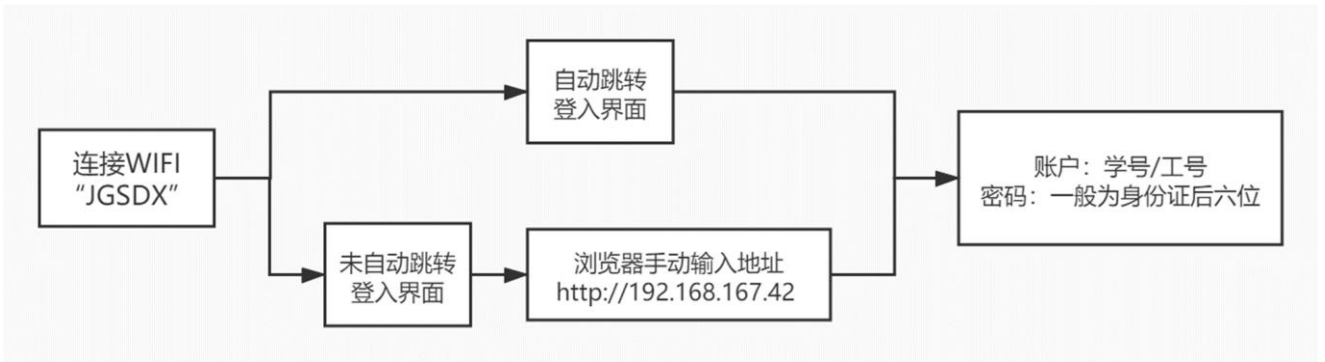 连接WIFI
“JGSDX”
自动跳转
登入界面
未自动跳转
登入界面
浏览器手动输入地址
http://192.168.167.42
账户：学号/工号
密码：一般为身份证后六位